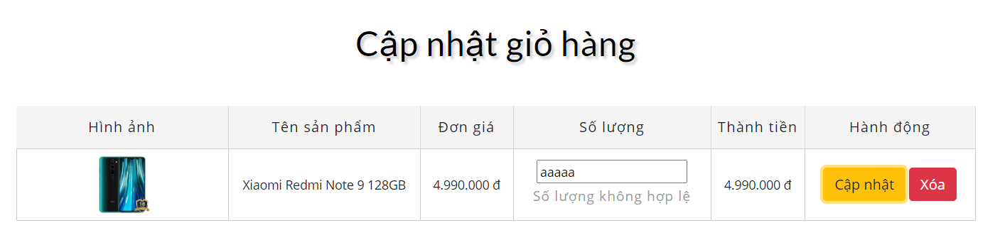 Cập nhật giỏ hàng
Hình ảnh Tên sản phẩm Đơn giá Số lượng Thành tiền Hành động
Xiaomi Redmi Note 9 128GB 4.990.000 đ aaaaa 4.990.000 đ Cập nhật Xóa
Số lượng không hợp lệ
18